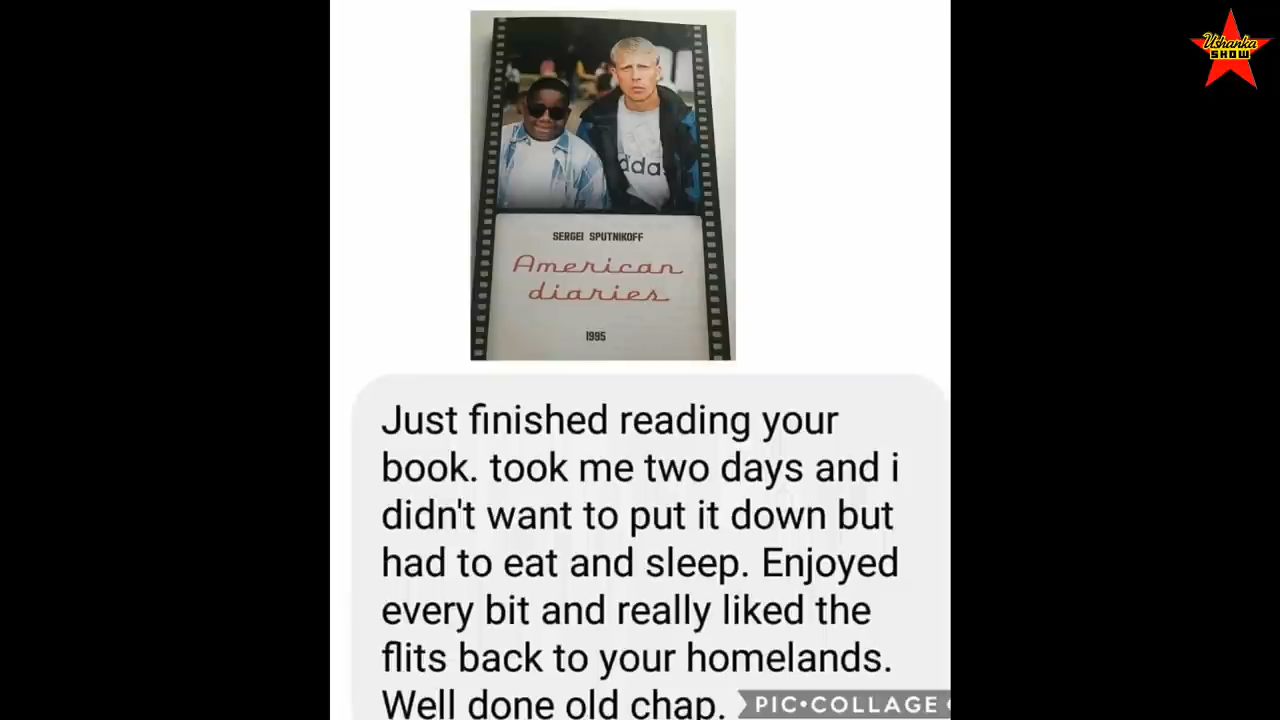 Ushanka
SHOW
adidas
SERGEI SPUTNIKOFF
American
diaries
1995
Just finished reading your
book. took me two days and i
didn't want to put it down but
had to eat and sleep. Enjoyed
every bit and really liked the
flits back to your homelands.
Well done old chap.
PIC•COLLAGE